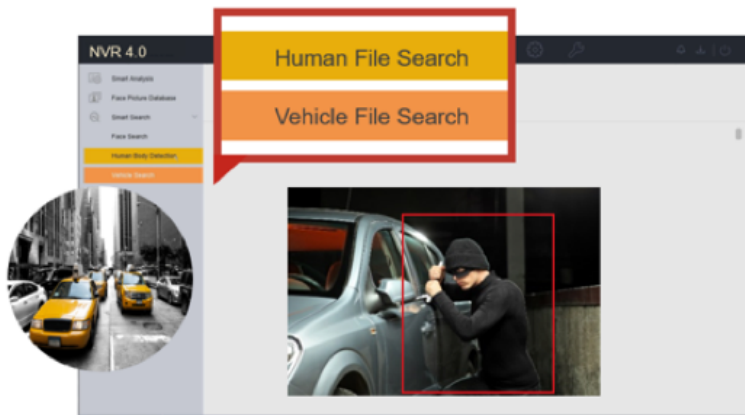 NVR 4.0
Human File Search
Vehicle File Search
Smart Analysis
Face Picture Database
Smart Search
Face Search
Human Body Detection
Vehicle Search